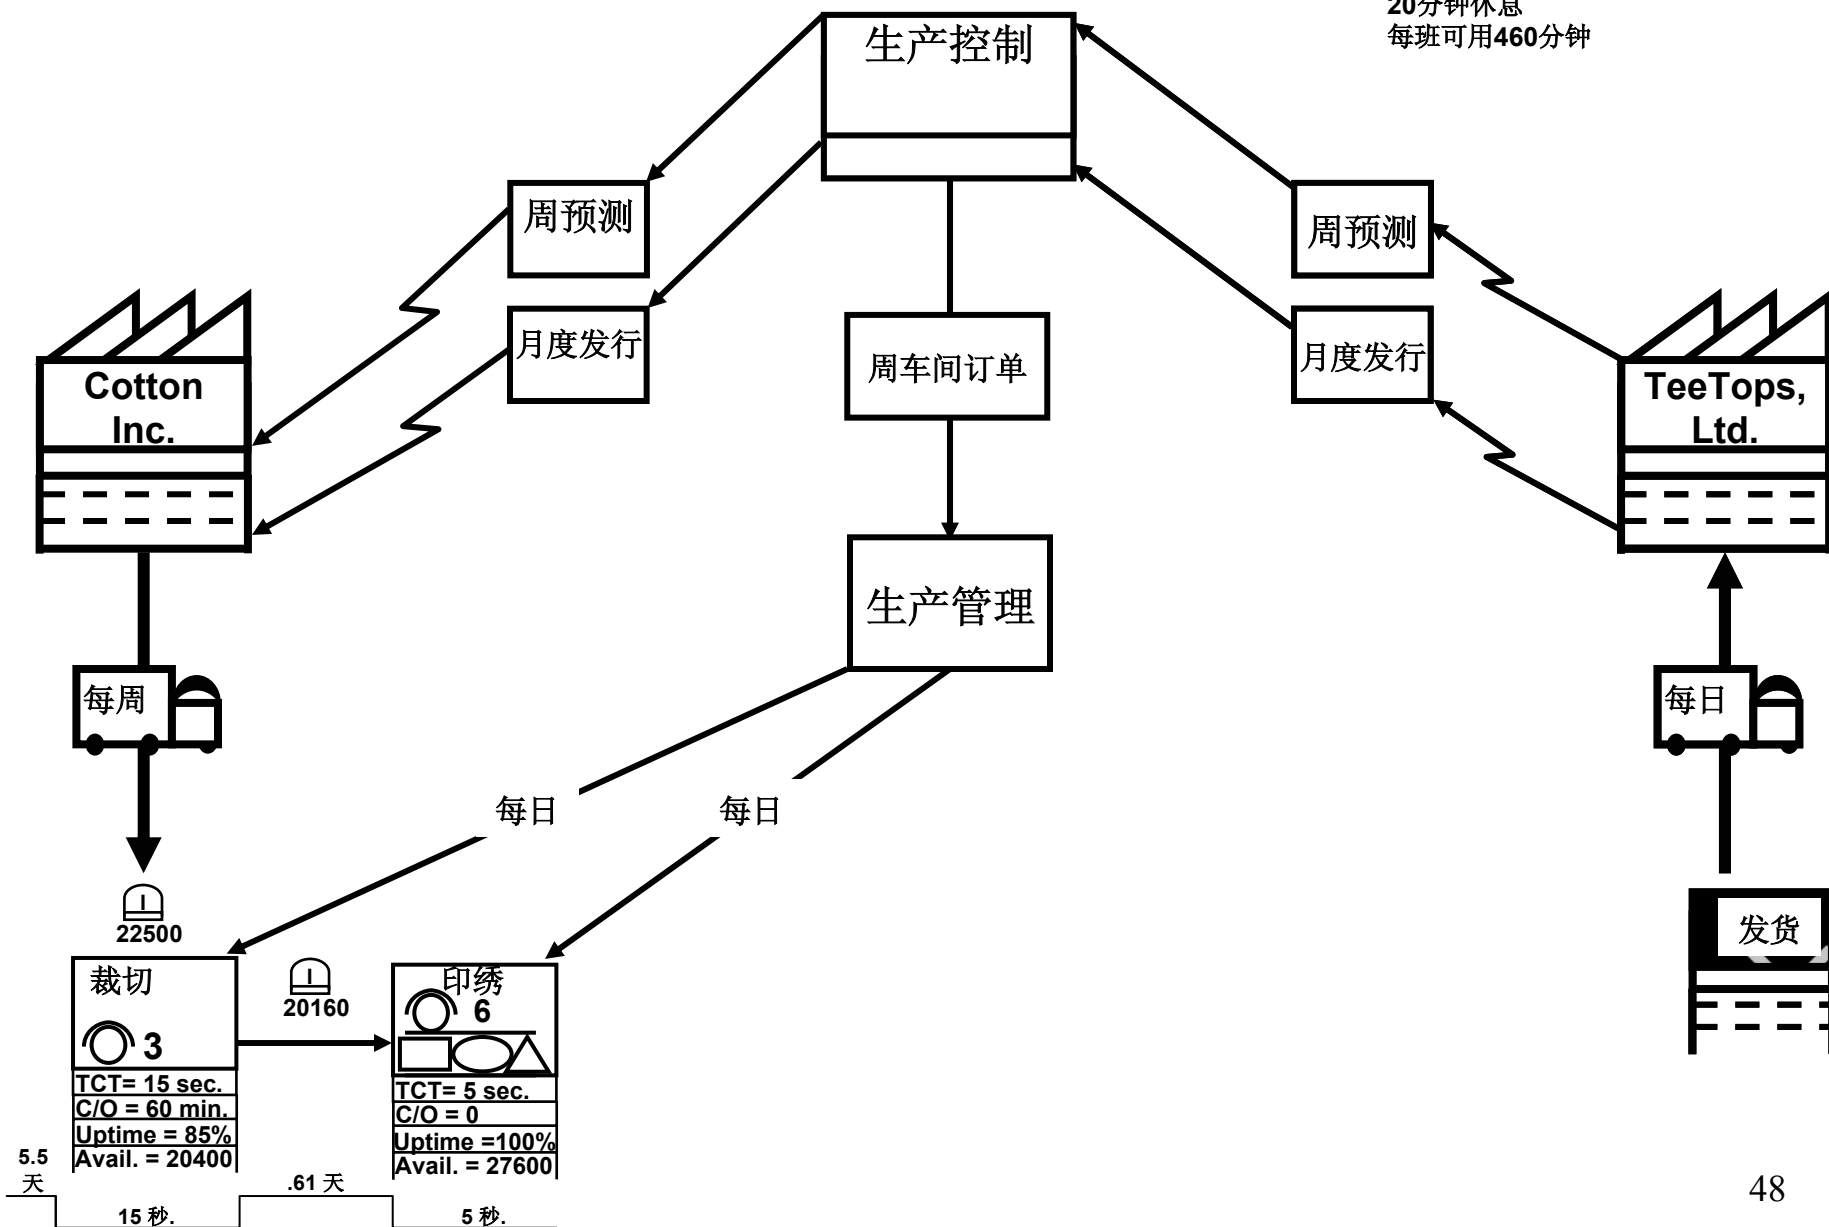 20分钟休息
每班可用460分钟
生产控制
周预测
周预测
月度发行
月度发行
周车间订单
Cotton
Inc.
TeeTops,
Ltd.
生产管理
每周
每日
每日
每日
I
22500
发货
裁切
3
I
20160
印绣
6
TCT= 15 sec.
C/O = 60 min.
Uptime = 85%
Avail. = 20400
TCT= 5 sec.
C/O = 0
Uptime =100%
Avail. = 27600
5.5
天
.61 天
15 秒.
5 秒.
48